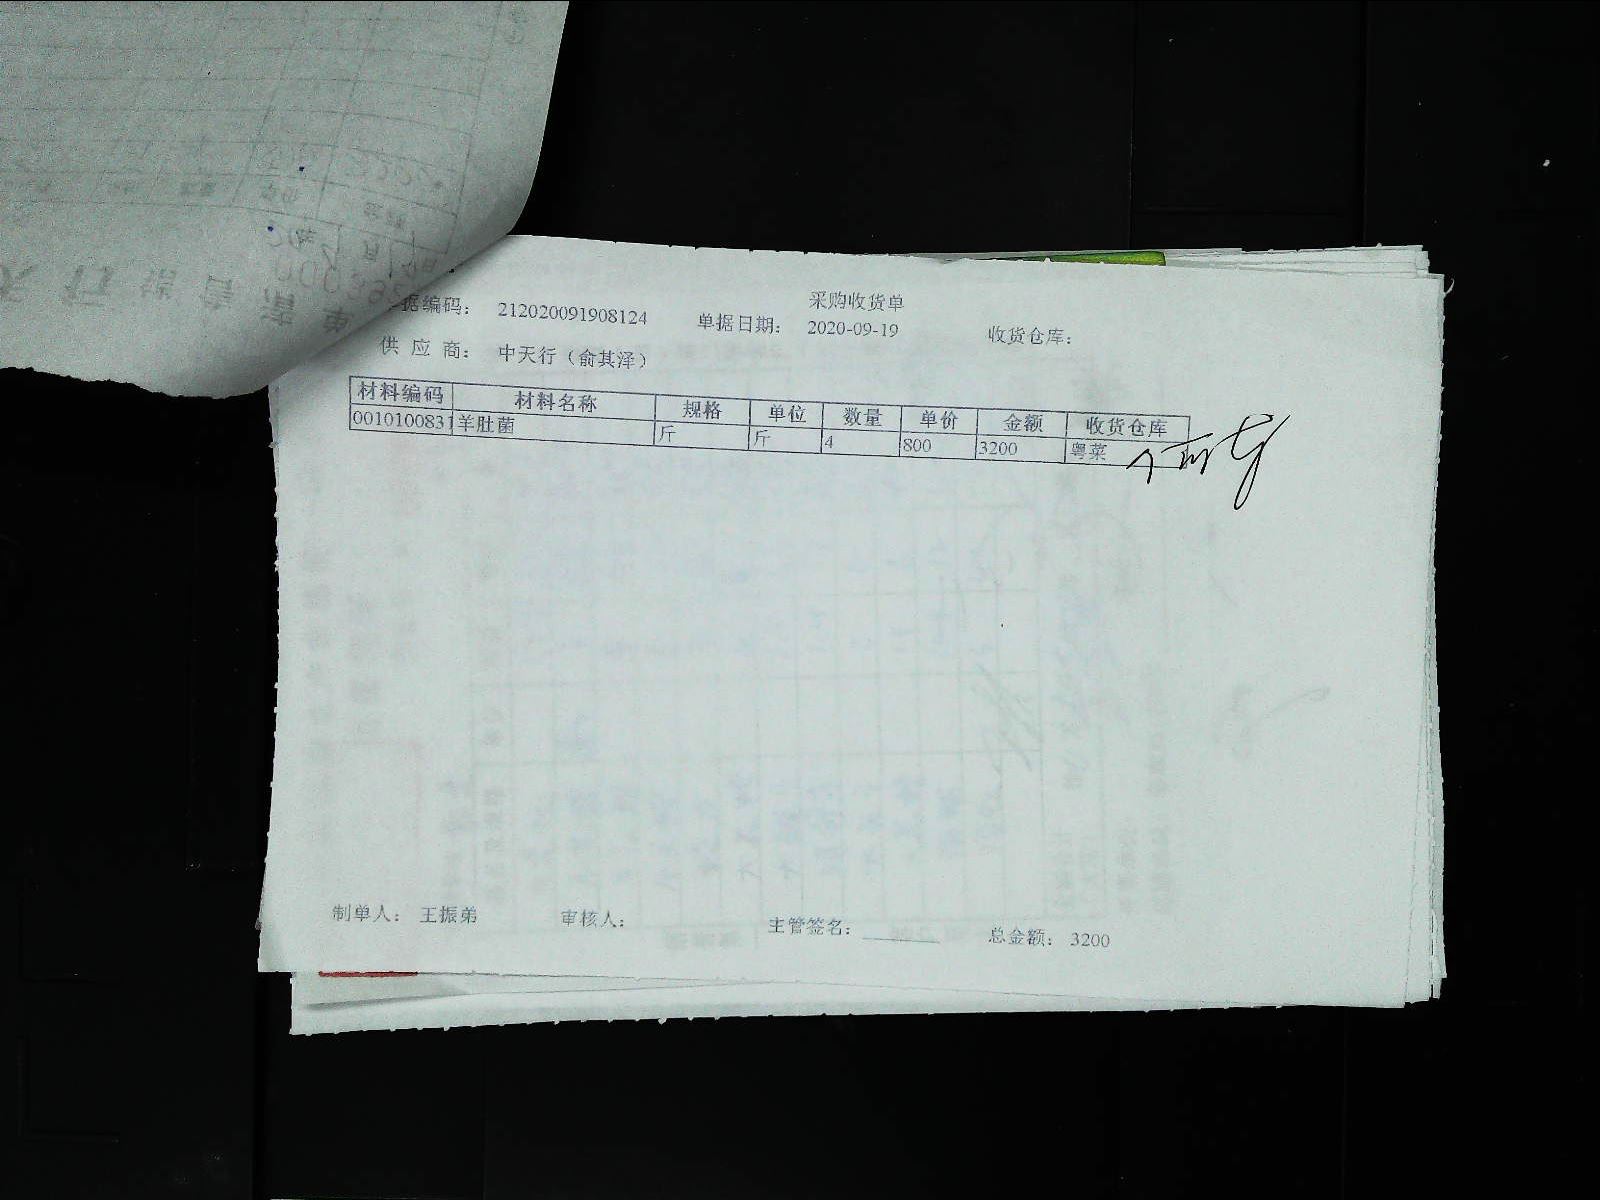 采购收货单
据编码: 212020091908124 单据日期: 2020-09-19 收货仓库:
供应商: 中天行（俞其泽）
材料编码 材料名称 规格 单位 数量 单价 金额 收货仓库
0010100831 羊肚菌 斤 斤 4 800 3200 粤菜
制单人: 王振弟 审核人: 主管签名: 总金额: 3200